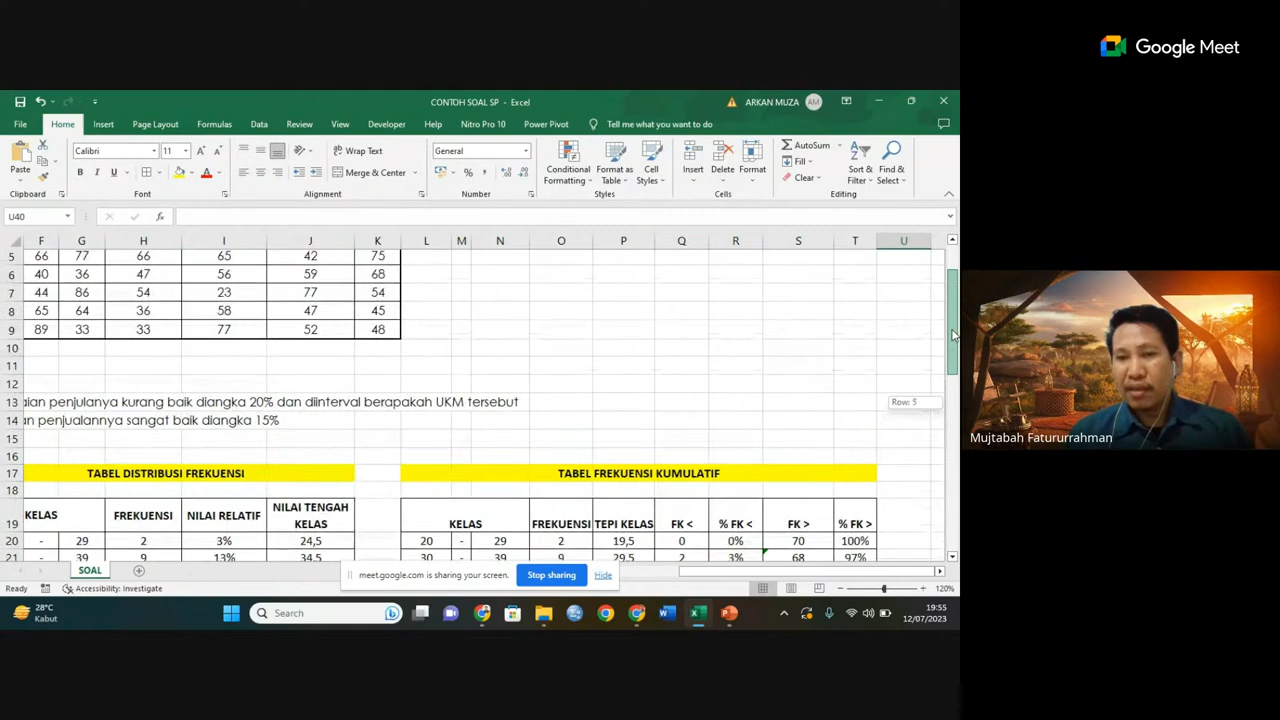 Google Meet
CONTOH SOAL SP - Excel
ARKAN MUZA
AM
File Home Insert Page Layout Formulas Data Review View Developer Help Nitro Pro 10 Power Pivot Tell me what you want to do
Calibri 11 Wrap Text General AutoSum
Paste B I U Merge & Center % Conditional Formatting Format as Table Cell Styles Insert Delete Format Fill Clear Sort & Filter Find & Select
Clipboard Font Alignment Number Styles Cells Editing
U40 fx
F G H I J K L M N O P Q R S T U
5 66 77 66 65 42 75
6 40 36 47 56 59 68
7 44 86 54 23 77 54
8 65 64 36 58 47 45
9 89 33 33 77 52 48
10
11
12
13 aian penjulanya kurang baik diangka 20% dan diinterval berapakah UKM tersebut
Row: 5
14 an penjualannya sangat baik diangka 15%
15
16
17 TABEL DISTRIBUSI FREKUENSI TABEL FREKUENSI KUMULATIF
18
19 KELAS FREKUENSI NILAI RELATIF NILAI TENGAH KELAS KELAS FREKUENSI TEPI KELAS FK < % FK < FK > % FK >
20 - 29 2 3% 24,5 20 - 29 2 19,5 0 0% 70 100%
21 - 39 9 13% 34,5 30 - 39 9 29,5 2 3% 68 97%
SOAL
meet.google.com is sharing your screen. Stop sharing Hide
Ready Accessibility: Investigate 120%
28°C
Kabut
Search
19:55
12/07/2023
Mujtabah Fatururrahman